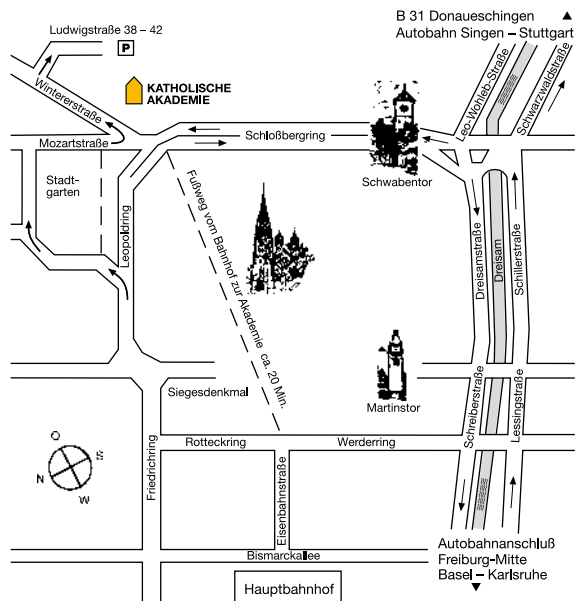 B 31 Donaueschingen
Autobahn Singen – Stuttgart
Ludwigstraße 38 – 42
P
KATHOLISCHE
AKADEMIE
Wintererstraße
Mozartstraße
Schloßbergring
Leo-Wohleb-Straße
Schwarzwaldstraße
Schwabentor
Stadt-
garten
Leopoldring
Fußweg vom Bahnhof zur Akademie ca. 20 Min.
Dreisamstraße
Dreisam
Schillerstraße
Siegesdenkmal
Martinstor
Schreiberstraße
Lessingstraße
O
S
N
W
Friedrichring
Rotteckring
Werderring
Eisenbahnstraße
Bismarckallee
Hauptbahnhof
Autobahnanschluß
Freiburg-Mitte
Basel – Karlsruhe